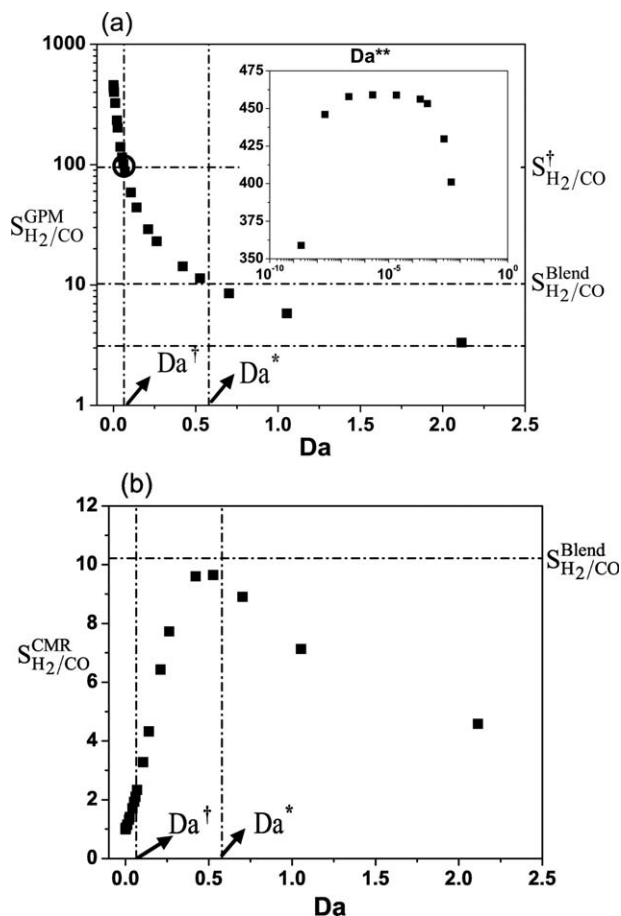 (a)
1000
100
10
1
S^GPM_H2/CO
Da**
475
450
425
400
375
350
10^-10
10^-5
10^0
S^†_H2/CO
S^Blend_H2/CO
Da†
Da*
0.0
0.5
1.0
1.5
2.0
2.5
Da
(b)
12
10
8
6
4
2
0
S^CMR_H2/CO
S^Blend_H2/CO
Da†
Da*
0.0
0.5
1.0
1.5
2.0
2.5
Da